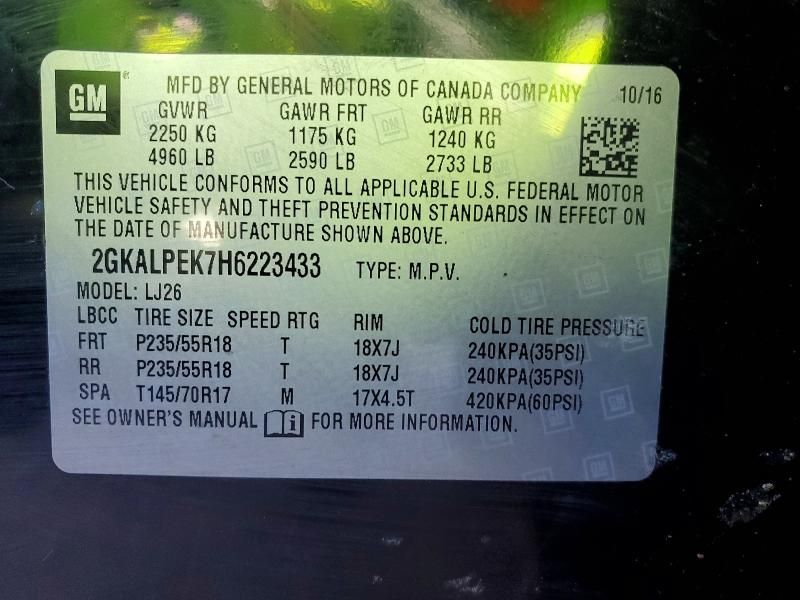 GM ® MFD BY GENERAL MOTORS OF CANADA COMPANY 10/16
GVWR GAWR FRT GAWR RR
2250 KG 1175 KG 1240 KG
4960 LB 2590 LB 2733 LB
THIS VEHICLE CONFORMS TO ALL APPLICABLE U.S. FEDERAL MOTOR
VEHICLE SAFETY AND THEFT PREVENTION STANDARDS IN EFFECT ON
THE DATE OF MANUFACTURE SHOWN ABOVE.
2GKALPEK7H6223433 TYPE: M.P.V.
MODEL: LJ26
LBCC TIRE SIZE SPEED RTG RIM COLD TIRE PRESSURE
FRT P235/55R18 T 18X7J 240KPA(35PSI)
RR P235/55R18 T 18X7J 240KPA(35PSI)
SPA T145/70R17 M 17X4.5T 420KPA(60PSI)
SEE OWNER'S MANUAL i FOR MORE INFORMATION.